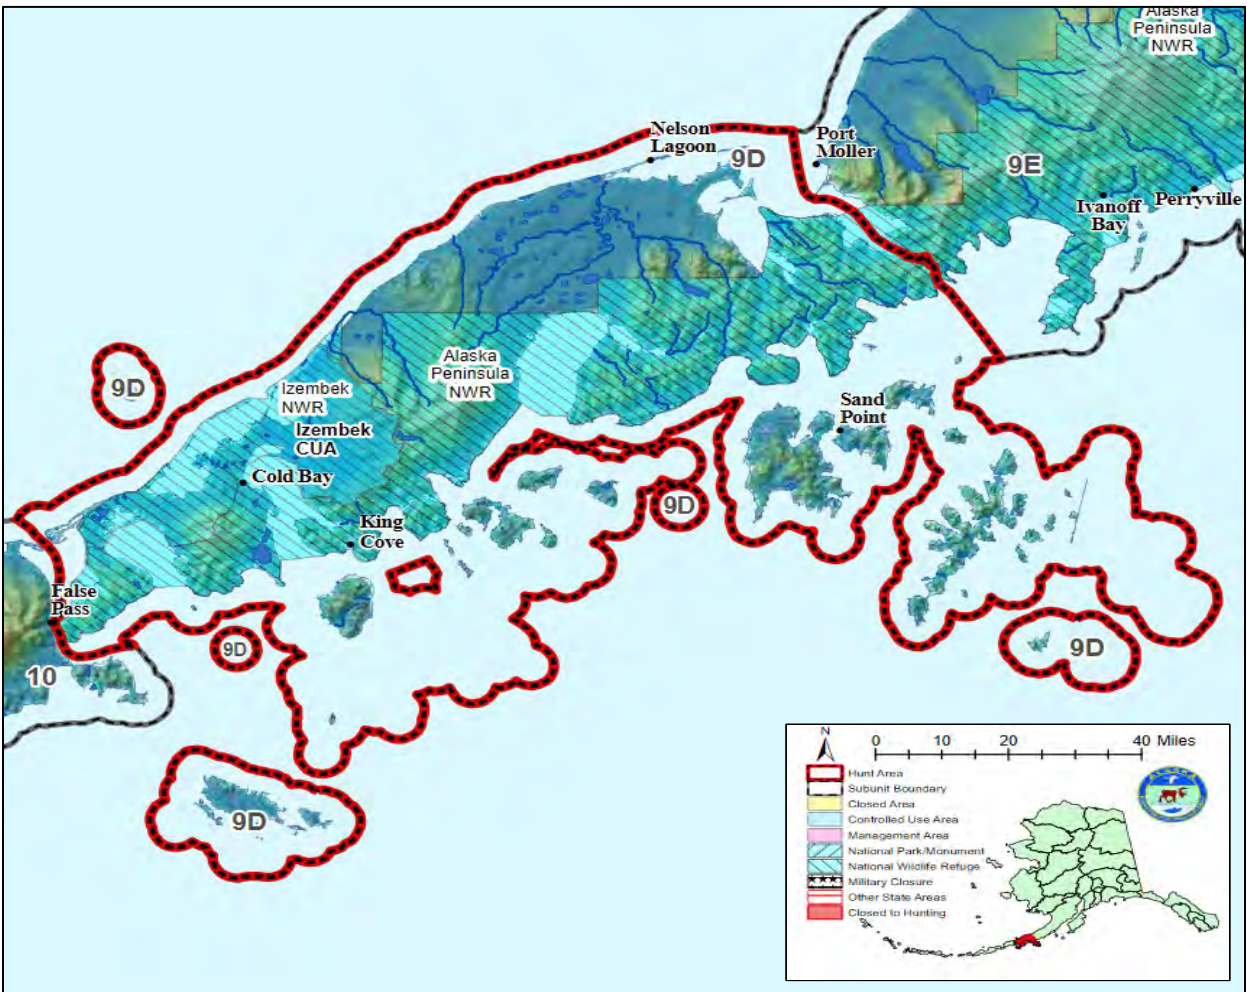 Alaska
Peninsula
NWR
Nelson
Lagoon
9D
Port
Moller
9E
Ivanoff
Bay
Perryville
9D
Alaska
Peninsula
NWR
Izembek
NWR
Izembek
CUA
Sand
Point
Cold Bay
9D
King
Cove
False
Pass
9D
9D
10
9D
N
0 10 20 40 Miles
Hunt Area
Subunit Boundary
Closed Area
Controlled Use Area
Management Area
National Park/Monument
National Wildlife Refuge
Military Closure
Other State Areas
Closed to Hunting
ALASKA